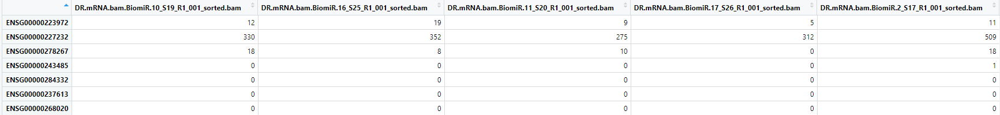 DR.mRNA.bam.BiomiR.10_S19_R1_001_sorted.bam DR.mRNA.bam.BiomiR.16_S25_R1_001_sorted.bam DR.mRNA.bam.BiomiR.11_S20_R1_001_sorted.bam DR.mRNA.bam.BiomiR.17_S26_R1_001_sorted.bam DR.mRNA.bam.BiomiR.2_S17_R1_001_sorted.bam
ENSG00000223972 12 19 9 5 11
ENSG00000227232 330 352 275 312 509
ENSG00000278267 18 8 10 0 18
ENSG00000243485 0 0 0 0 1
ENSG00000284332 0 0 0 0 0
ENSG00000237613 0 0 0 0 0
ENSG00000268020 0 0 0 0 0